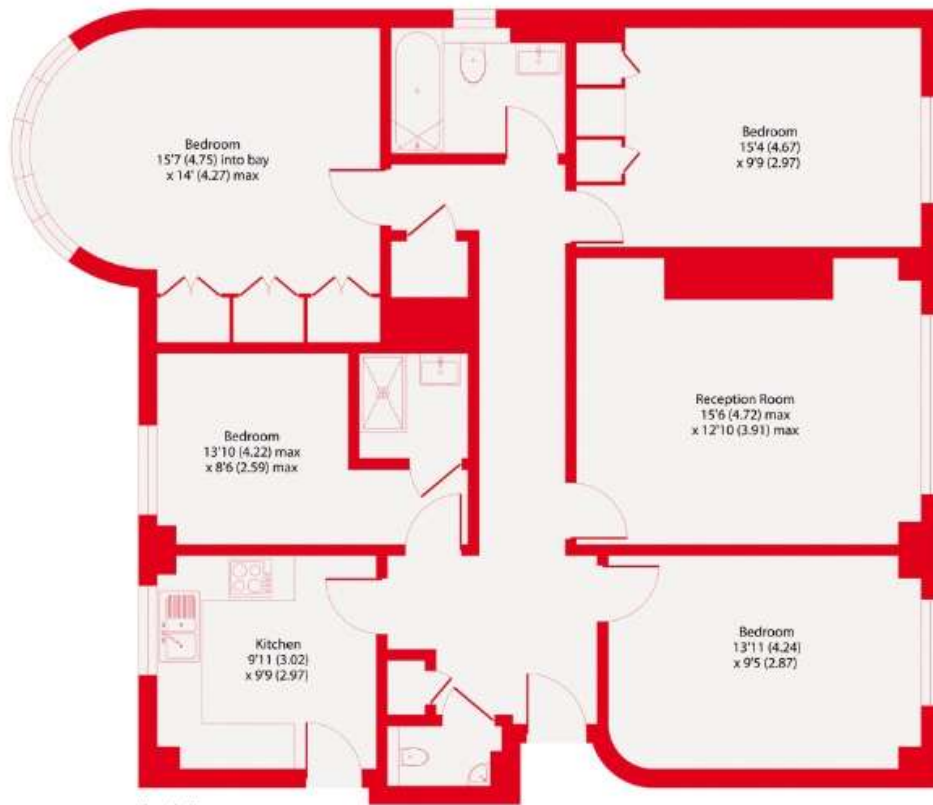 Bedroom
15'7 (4.75) into bay
x 14' (4.27) max
Bedroom
15'4 (4.67)
x 9'9 (2.97)
Reception Room
15'6 (4.72) max
x 12'10 (3.91) max
Bedroom
13'10 (4.22) max
x 8'6 (2.59) max
Kitchen
9'11 (3.02)
x 9'9 (2.97)
Bedroom
13'11 (4.24)
x 9'5 (2.87)